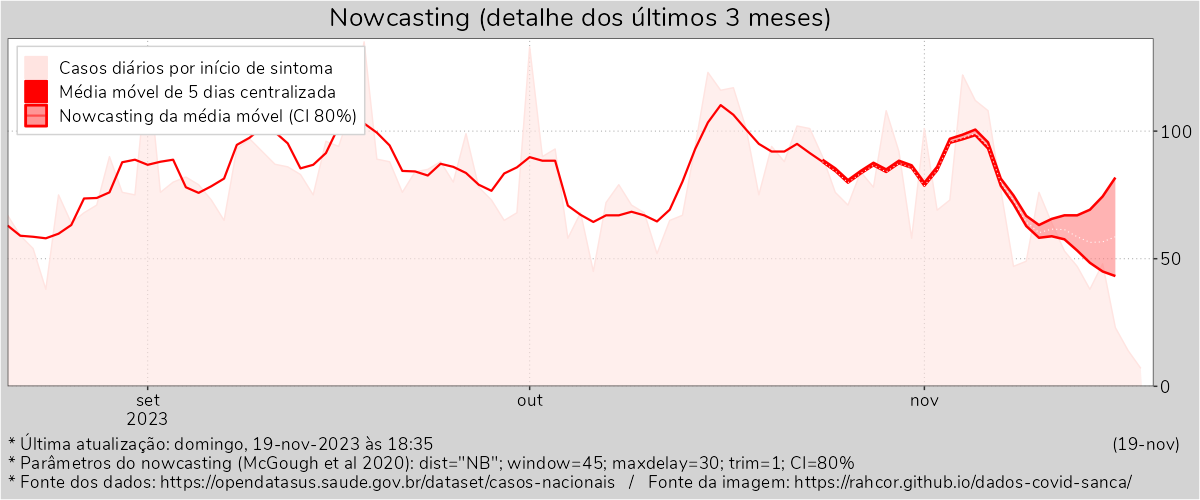 Nowcasting (detalhe dos últimos 3 meses)
Casos diários por início de sintoma
Média móvel de 5 dias centralizada
Nowcasting da média móvel (CI 80%)
100
50
0
set
2023
out
nov
* Última atualização: domingo, 19-nov-2023 às 18:35
(19-nov)
* Parâmetros do nowcasting (McGough et al 2020): dist="NB"; window=45; maxdelay=30; trim=1; CI=80%
* Fonte dos dados: https://opendatasus.saude.gov.br/dataset/casos-nacionais / Fonte da imagem: https://rahcor.github.io/dados-covid-sanca/